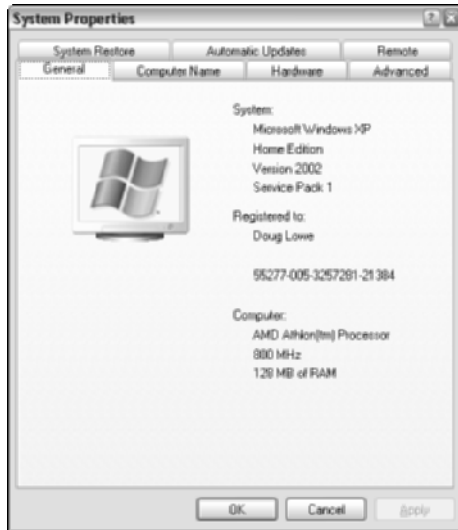 System Properties
System Restore Automatic Updates Remote
General Computer Name Hardware Advanced
System:
Microsoft Windows XP
Home Edition
Version 2002
Service Pack 1
Registered to:
Doug Lowe
55277-005-3257281-21384
Computer:
AMD Athlon(tm) Processor
800 MHz
128 MB of RAM
OK Cancel Apply